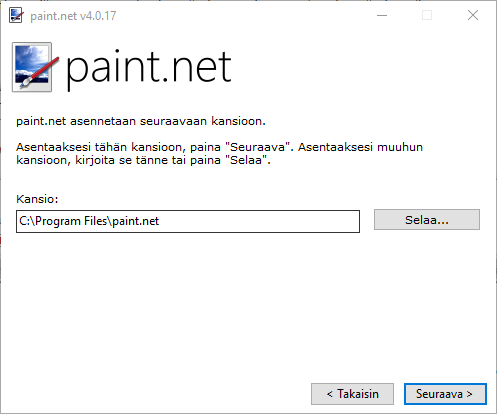 paint.net v4.0.17
paint.net
paint.net asennetaan seuraavaan kansioon.
Asentaaksesi tähän kansioon, paina "Seuraava". Asentaaksesi muuhun
kansioon, kirjoita se tänne tai paina "Selaa".
Kansio:
C:\Program Files\paint.net
Selaa...
< Takaisin
Seuraava >